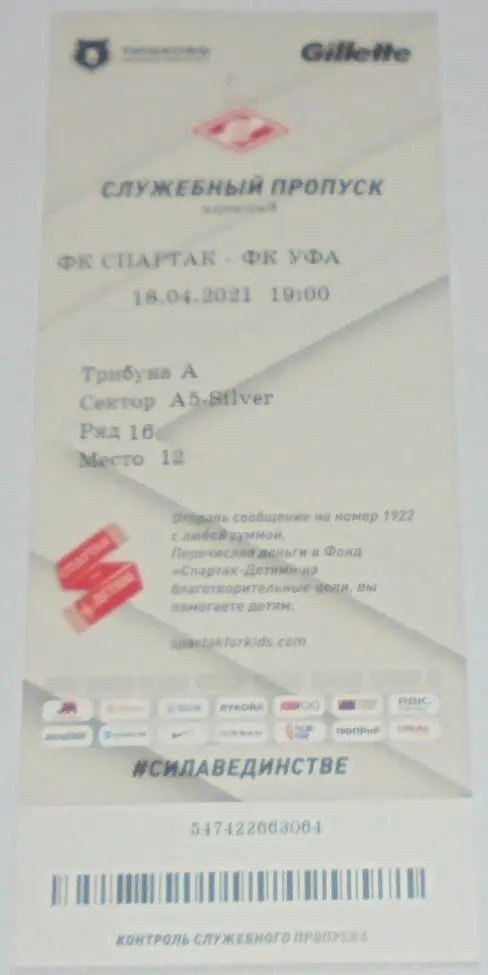 Gillette
СЛУЖЕБНЫЙ ПРОПУСК
ФК СПАРТАК - ФК УФА
18.04.2021 19:00
Трибуна А
Сектор A5-Silver
Ряд 16
Место 12
Отправь сообщение на номер 1922
с любой суммой.
Перечисляя деньги в Фонд
«Спартак-Детям» на
благотворительные цели, вы
помогаете детям.
СПАРТАК
ДЕТЯМ
spartakforkids.com
#СИЛАВЕДИНСТВЕ
547422663064
КОНТРОЛЬ СЛУЖЕБНОГО ПРОПУСКА